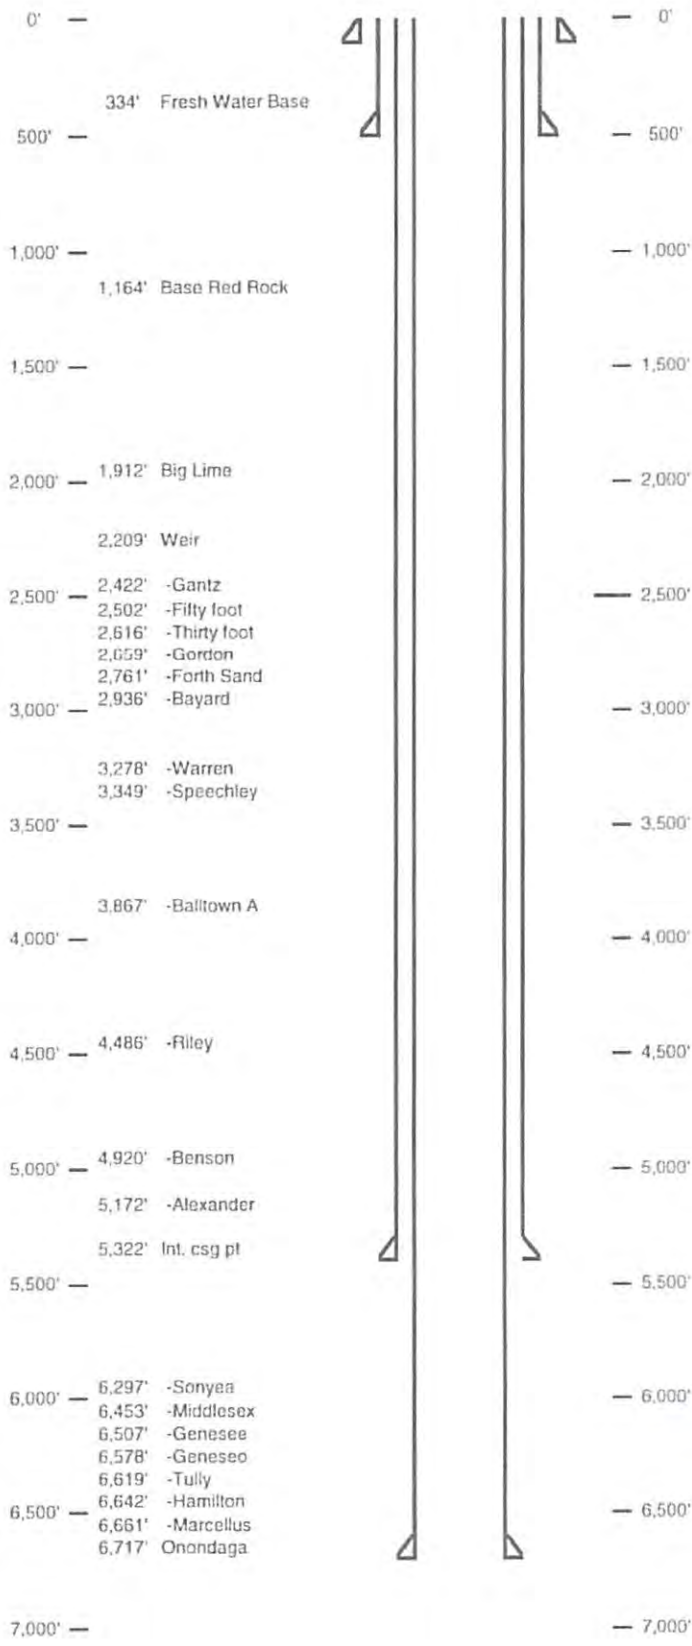 0' 0'
334' Fresh Water Base
500' 500'
1,000' 1,000'
1,164' Base Red Rock
1,500' 1,500'
1,912' Big Lime
2,000' 2,000'
2,209' Weir
2,422' -Gantz
2,500' 2,500'
2,502' -Fifty foot
2,616' -Thirty foot
2,659' -Gordon
2,761' -Forth Sand
2,936' -Bayard
3,000' 3,000'
3,278' -Warren
3,349' -Speechley
3,500' 3,500'
3,867' -Balltown A
4,000' 4,000'
4,486' -Riley
4,500' 4,500'
4,920' -Benson
5,000' 5,000'
5,172' -Alexander
5,322' Int. csg pt
5,500' 5,500'
6,297' -Sonyea
6,000' 6,000'
6,453' -Middlesex
6,507' -Genesee
6,578' -Geneseo
6,619' -Tully
6,642' -Hamilton
6,500' 6,500'
6,661' -Marcellus
6,717' Onondaga
7,000' 7,000'